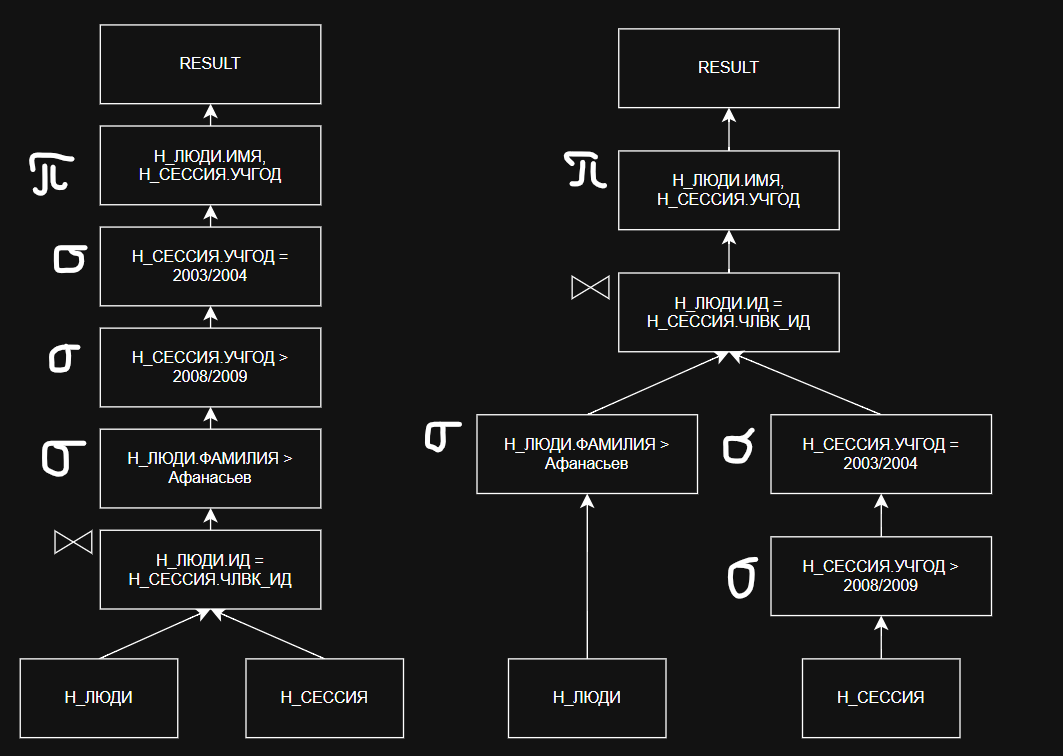 RESULT
π
Н_ЛЮДИ.ИМЯ,
Н_СЕССИЯ.УЧГОД
σ
Н_СЕССИЯ.УЧГОД =
2003/2004
σ
Н_СЕССИЯ.УЧГОД >
2008/2009
σ
Н_ЛЮДИ.ФАМИЛИЯ >
Афанасьев
⋈
Н_ЛЮДИ.ИД =
Н_СЕССИЯ.ЧЛВК_ИД
Н_ЛЮДИ
Н_СЕССИЯ
RESULT
π
Н_ЛЮДИ.ИМЯ,
Н_СЕССИЯ.УЧГОД
⋈
Н_ЛЮДИ.ИД =
Н_СЕССИЯ.ЧЛВК_ИД
σ
Н_ЛЮДИ.ФАМИЛИЯ >
Афанасьев
σ
Н_СЕССИЯ.УЧГОД =
2003/2004
σ
Н_СЕССИЯ.УЧГОД >
2008/2009
Н_ЛЮДИ
Н_СЕССИЯ